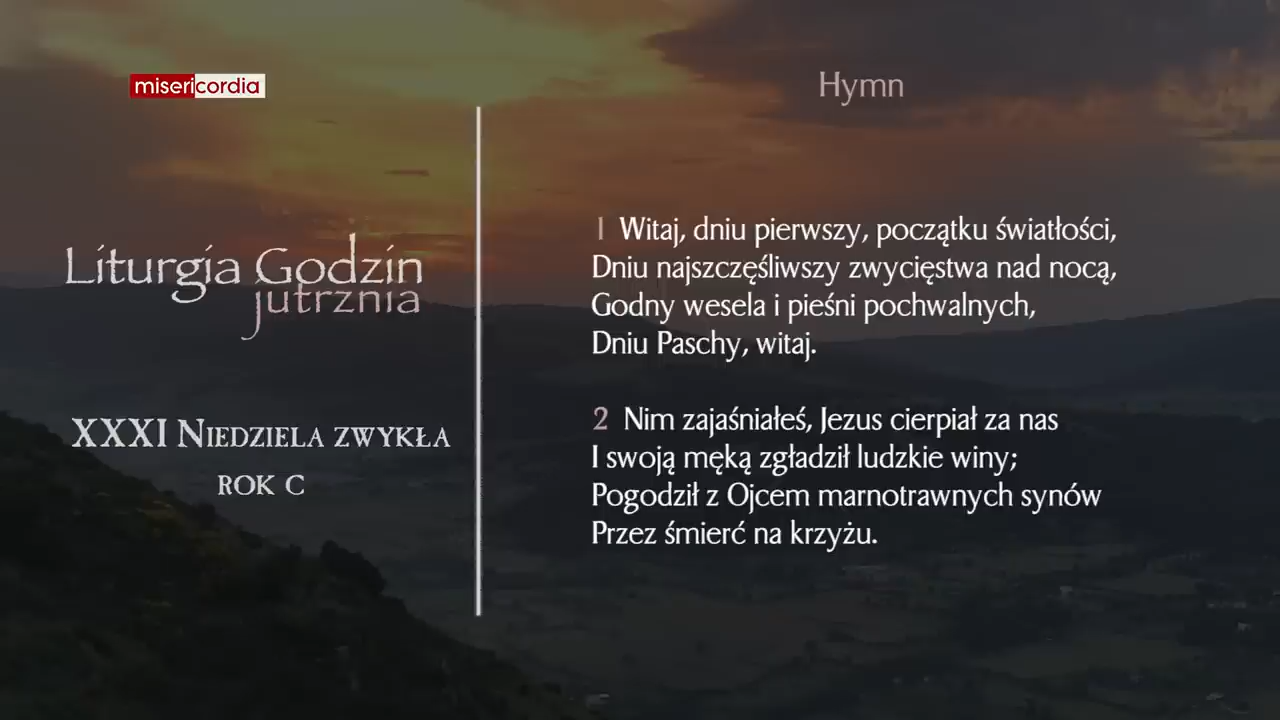 misericordia
Liturgia Godzin
jutrznia
XXXI Niedziela zwykła
rok C
Hymn
1 Witaj, dniu pierwszy, początku światłości,
Dniu najszczęśliwszy zwycięstwa nad nocą,
Godny wesela i pieśni pochwalnych,
Dniu Paschy, witaj.
2 Nim zajaśniałeś, Jezus cierpiał za nas
I swoją męką zgładził ludzkie winy;
Pogodził z Ojcem marnotrawnych synów
Przez śmierć na krzyżu.